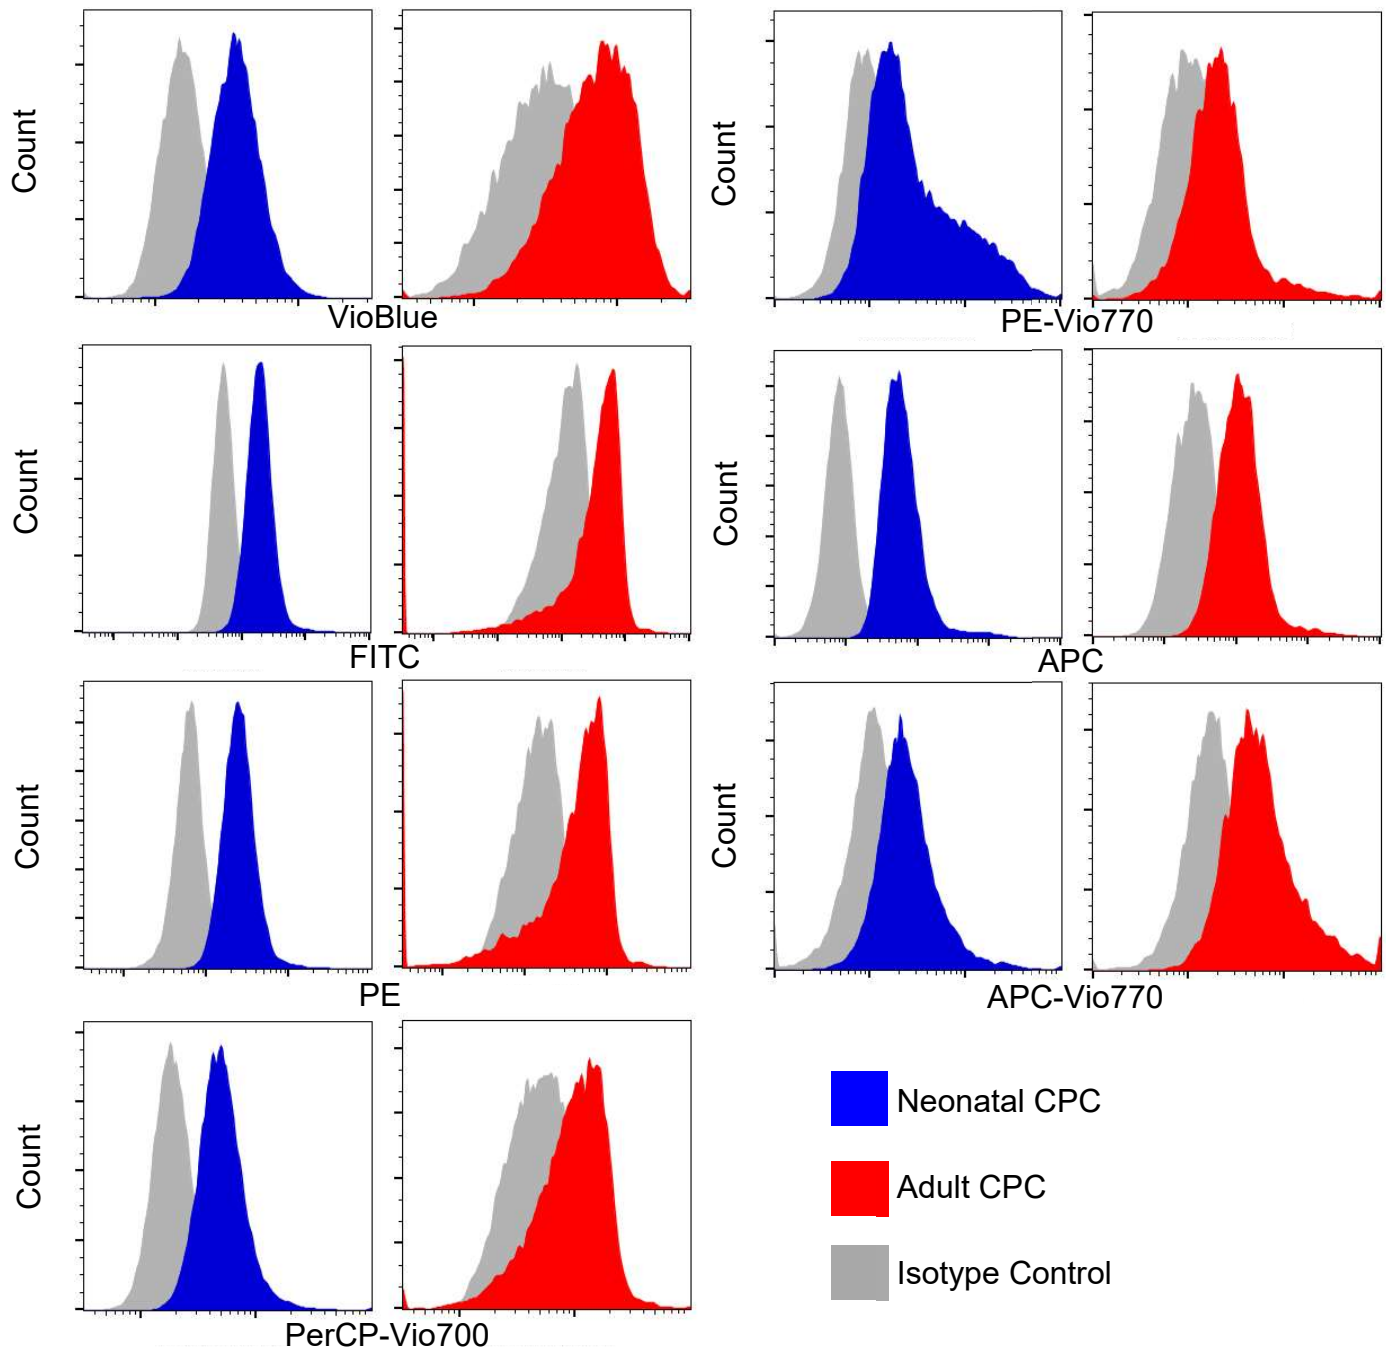 Count
VioBlue
Count
PE-Vio770
Count
FITC
Count
APC
Count
PE
Count
APC-Vio770
Count
PerCP-Vio700
Neonatal CPC
Adult CPC
Isotype Control